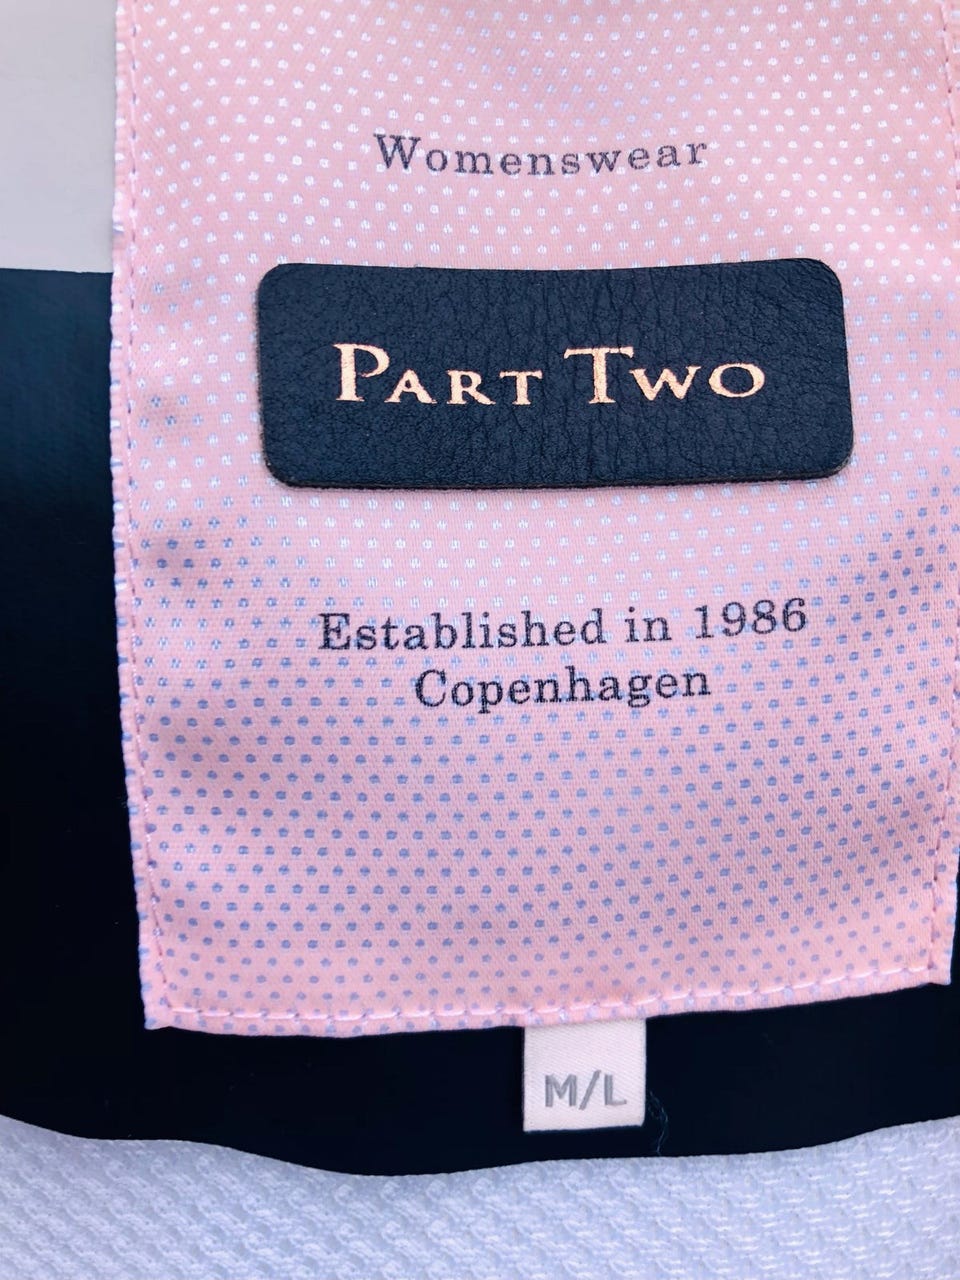 Womenswear
PART TWO
Established in 1986
Copenhagen
M/L